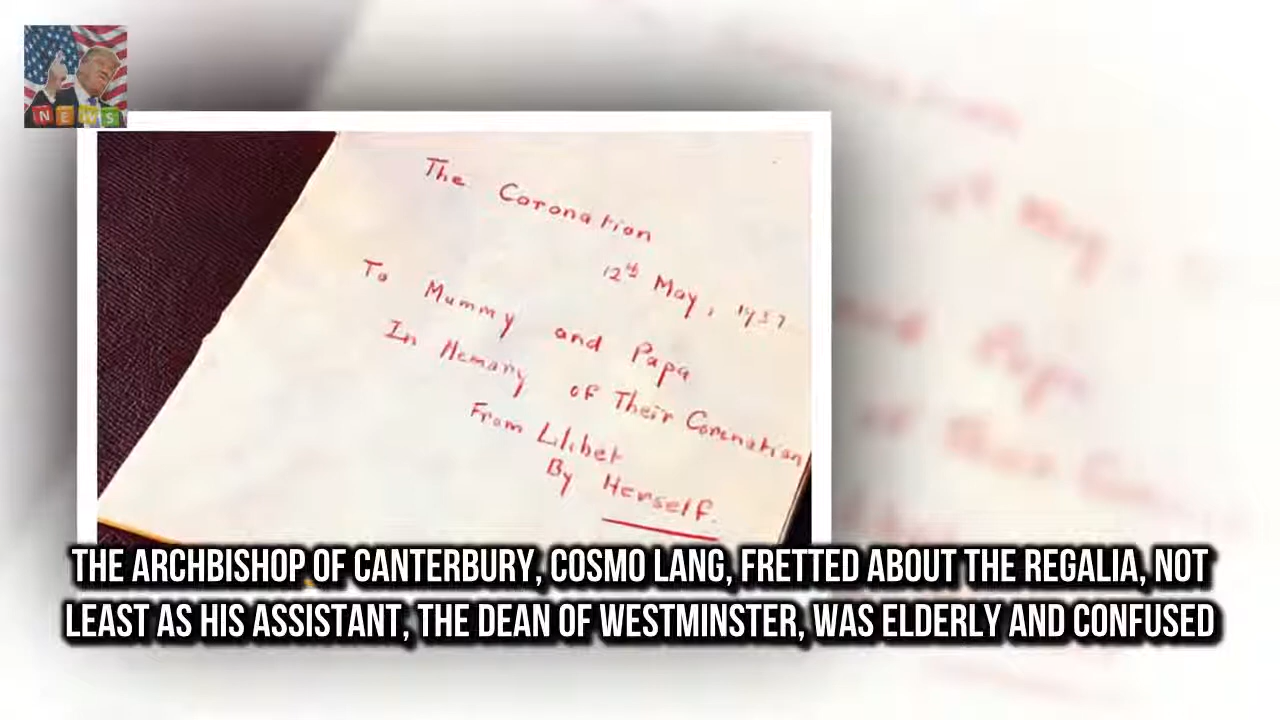 NEWS
The Coronation
12th May, 1937.
To Mummy and Papa
In Memory of Their Coronation
From Lilibet
By Herself.
THE ARCHBISHOP OF CANTERBURY, COSMO LANG, FRETTED ABOUT THE REGALIA, NOT
LEAST AS HIS ASSISTANT, THE DEAN OF WESTMINSTER, WAS ELDERLY AND CONFUSED